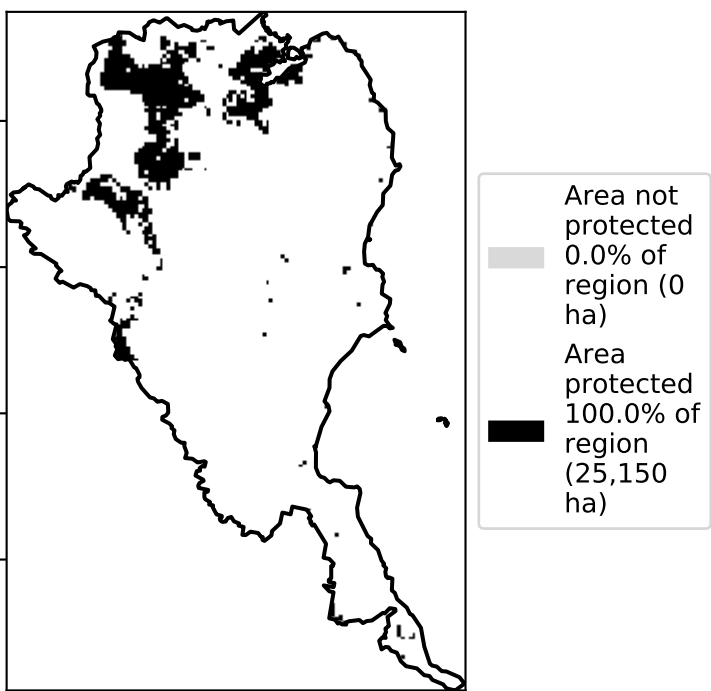 Area not
protected
0.0% of
region (0
ha)
Area
protected
100.0% of
region
(25,150
ha)